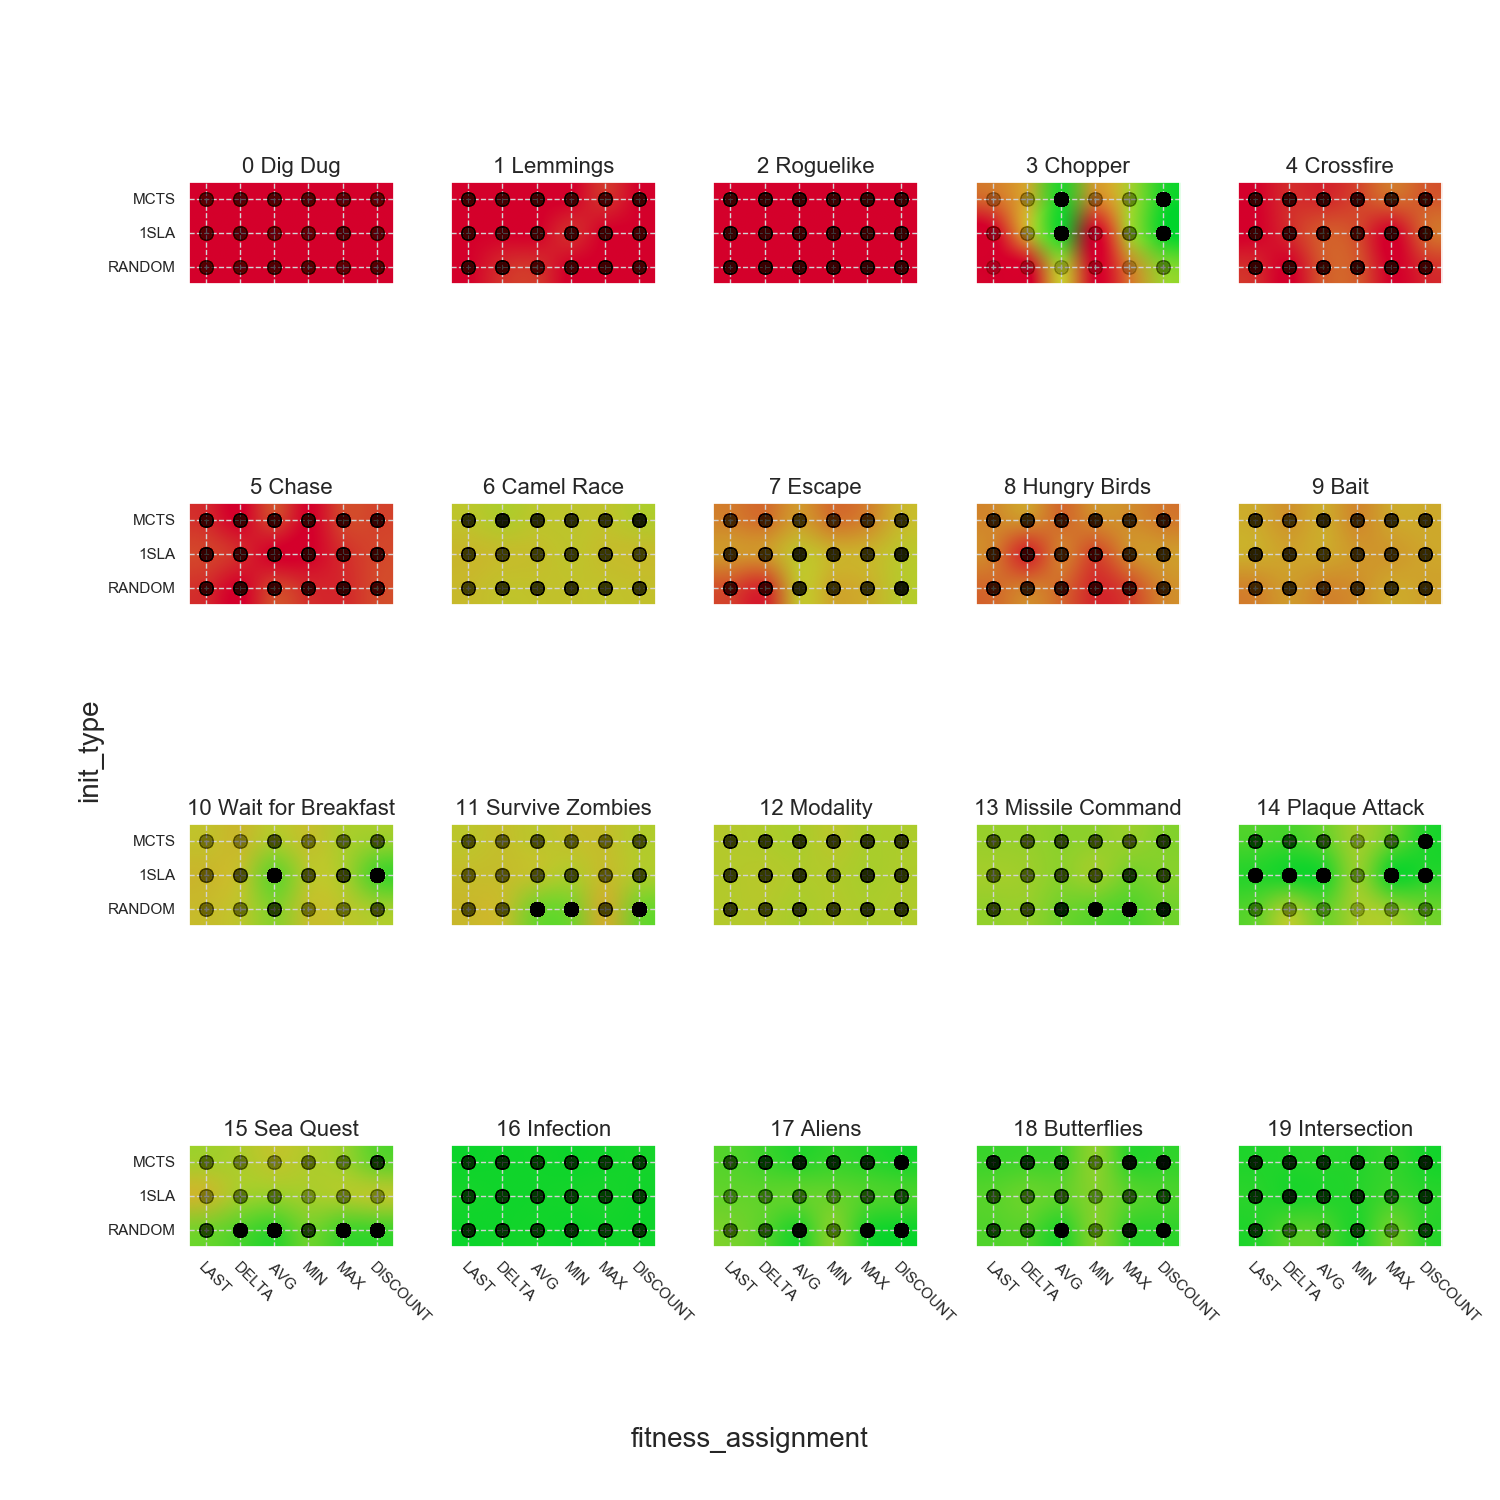 0 Dig Dug
1 Lemmings
2 Roguelike
3 Chopper
4 Crossfire
MCTS
1SLA
RANDOM
5 Chase
6 Camel Race
7 Escape
8 Hungry Birds
9 Bait
MCTS
1SLA
RANDOM
init_type
10 Wait for Breakfast
11 Survive Zombies
12 Modality
13 Missile Command
14 Plaque Attack
MCTS
1SLA
RANDOM
15 Sea Quest
16 Infection
17 Aliens
18 Butterflies
19 Intersection
MCTS
1SLA
RANDOM
LAST DELTA AVG MIN MAX DISCOUNT
LAST DELTA AVG MIN MAX DISCOUNT
LAST DELTA AVG MIN MAX DISCOUNT
LAST DELTA AVG MIN MAX DISCOUNT
LAST DELTA AVG MIN MAX DISCOUNT
fitness_assignment